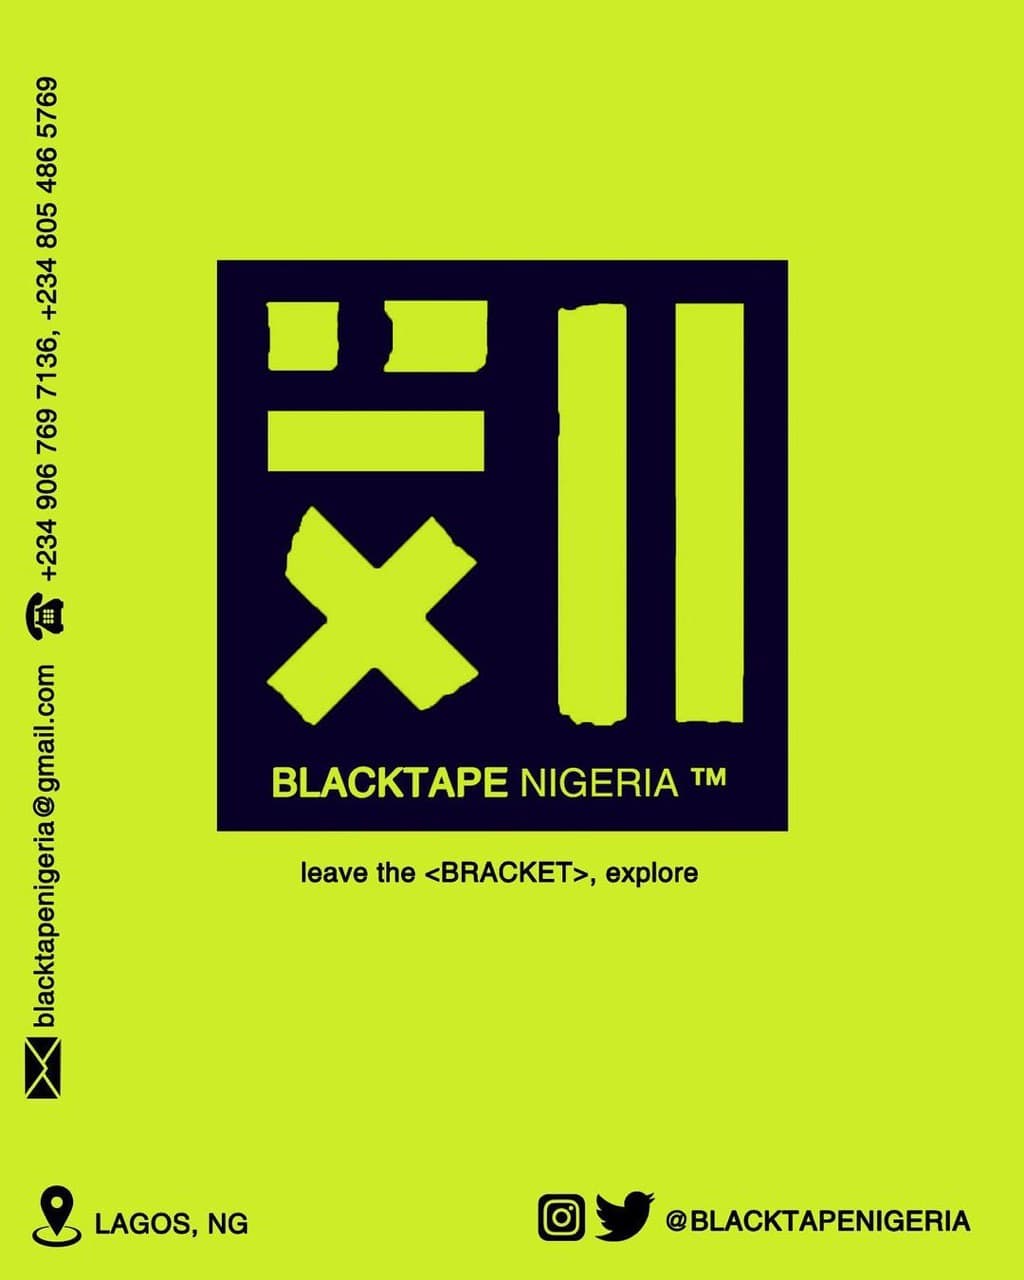 +234 906 769 7136, +234 805 486 5769
blacktapenigeria@gmail.com
BLACKTAPE NIGERIA ™
leave the <BRACKET>, explore
LAGOS, NG
@BLACKTAPENIGERIA